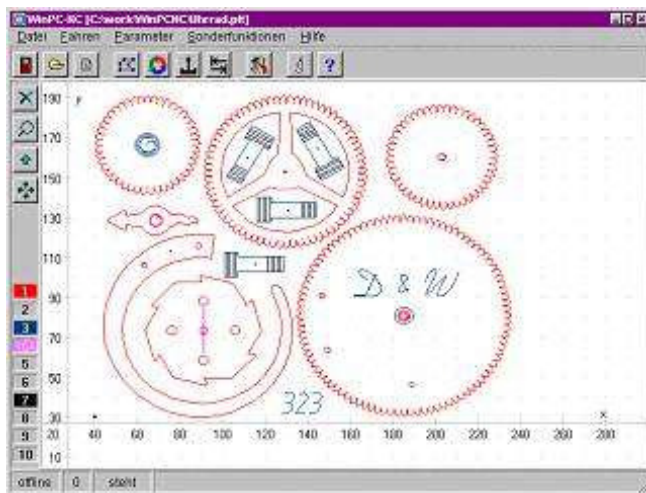 WinPC-NC [C:\work\WinPCNC\Uhrrad.plt]
Datei Fahren Parameter Sonderfunktionen Hilfe
190 y
170
150
130
110
90
D & W
1
2
3
70
5
6
50
7
323
8
30
x
9
20 40 60 80 100 120 140 160 180 200 220 240 260 280
10
10
offline 0 steht